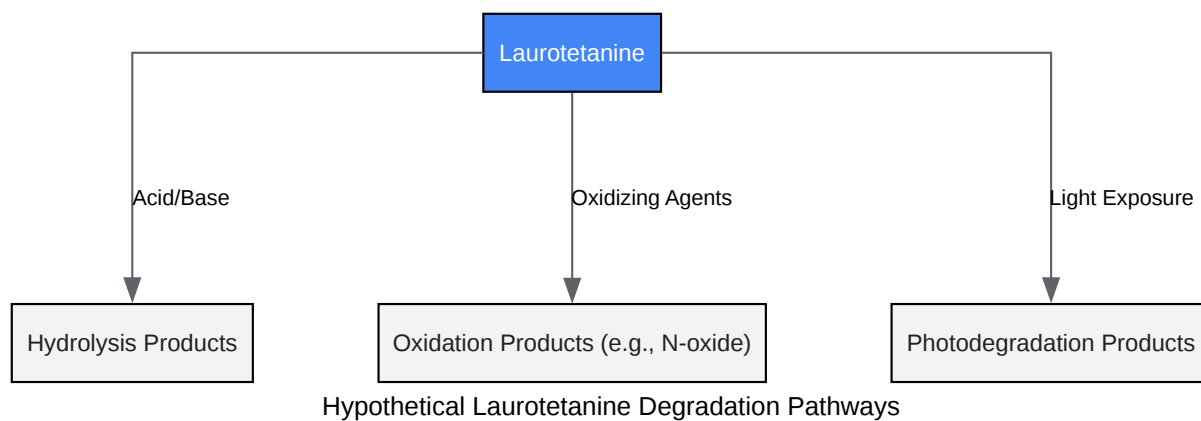 Laurotetanine
Acid/Base
Oxidizing Agents
Light Exposure
Hydrolysis Products
Oxidation Products (e.g., N-oxide)
Photodegradation Products
Hypothetical Laurotetanine Degradation Pathways